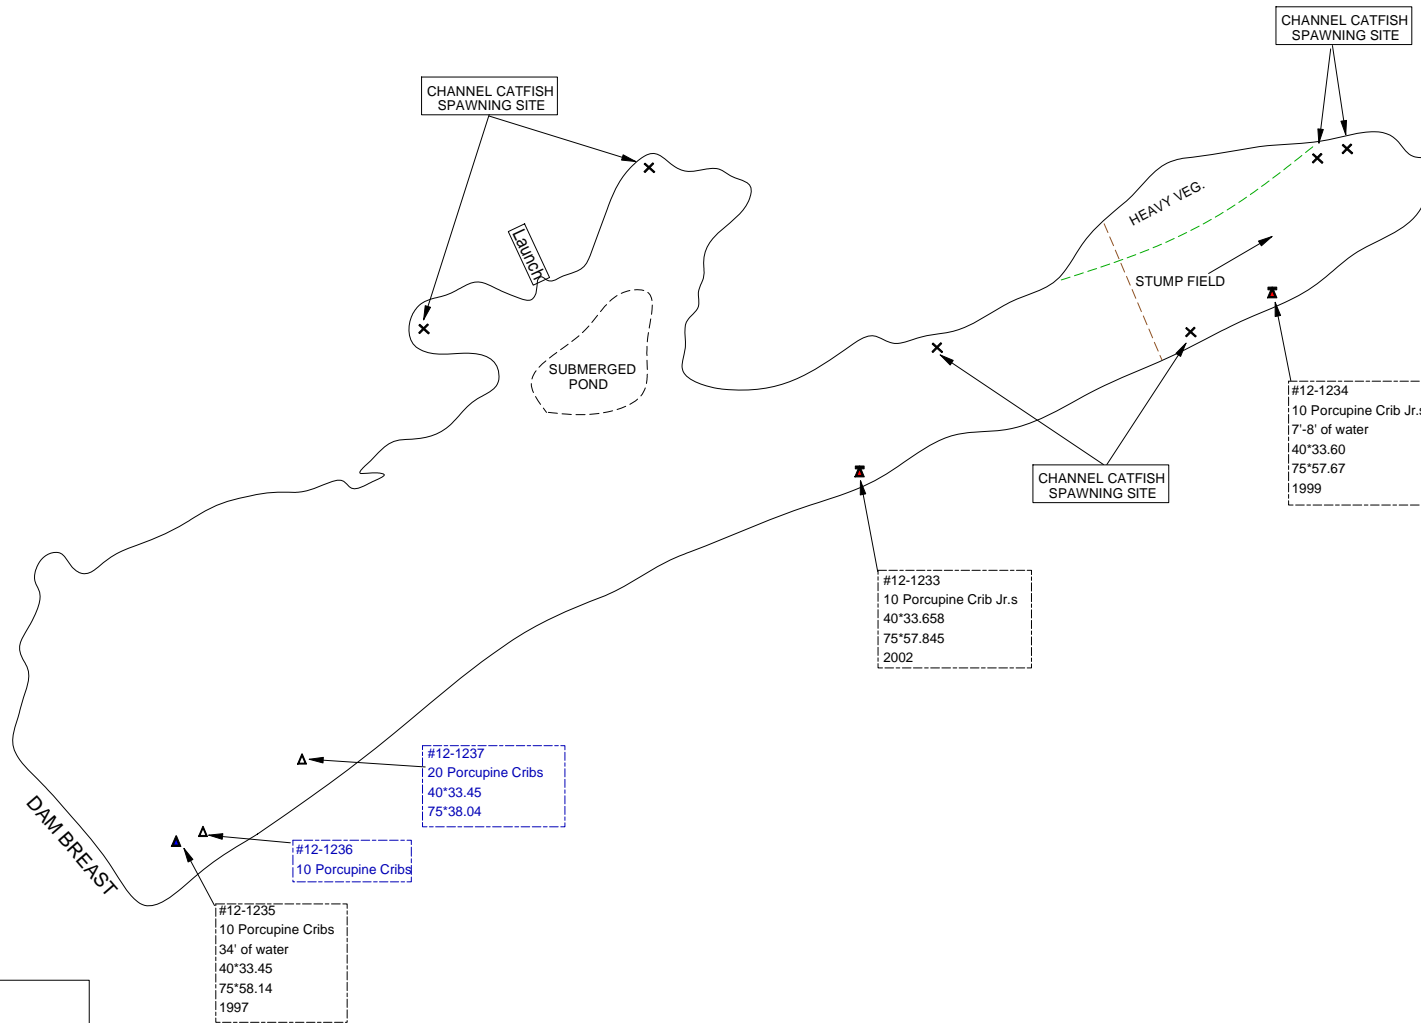 CHANNEL CATFISH
SPAWNING SITE
CHANNEL CATFISH
SPAWNING SITE
HEAVY VEG.
Launch
STUMP FIELD
SUBMERGED
POND
#12-1234
10 Porcupine Crib Jr.s
7'-8' of water
40*33.60
75*57.67
1999
CHANNEL CATFISH
SPAWNING SITE
#12-1233
10 Porcupine Crib Jr.s
40*33.658
75*57.845
2002
#12-1237
20 Porcupine Cribs
40*33.45
75*38.04
DAM BREAST
#12-1236
10 Porcupine Cribs
#12-1235
10 Porcupine Cribs
34' of water
40*33.45
75*58.14
1997